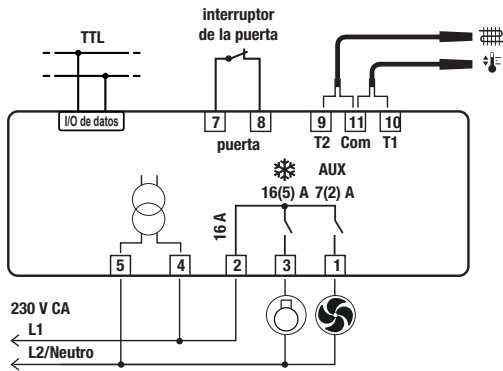 TTL
interruptor
de la puerta
I/O de datos
7
8
9
11
10
puerta
T2
Com
T1
AUX
16(5) A
7(2) A
16 A
5
4
2
3
1
230 V CA
L1
L2/Neutro